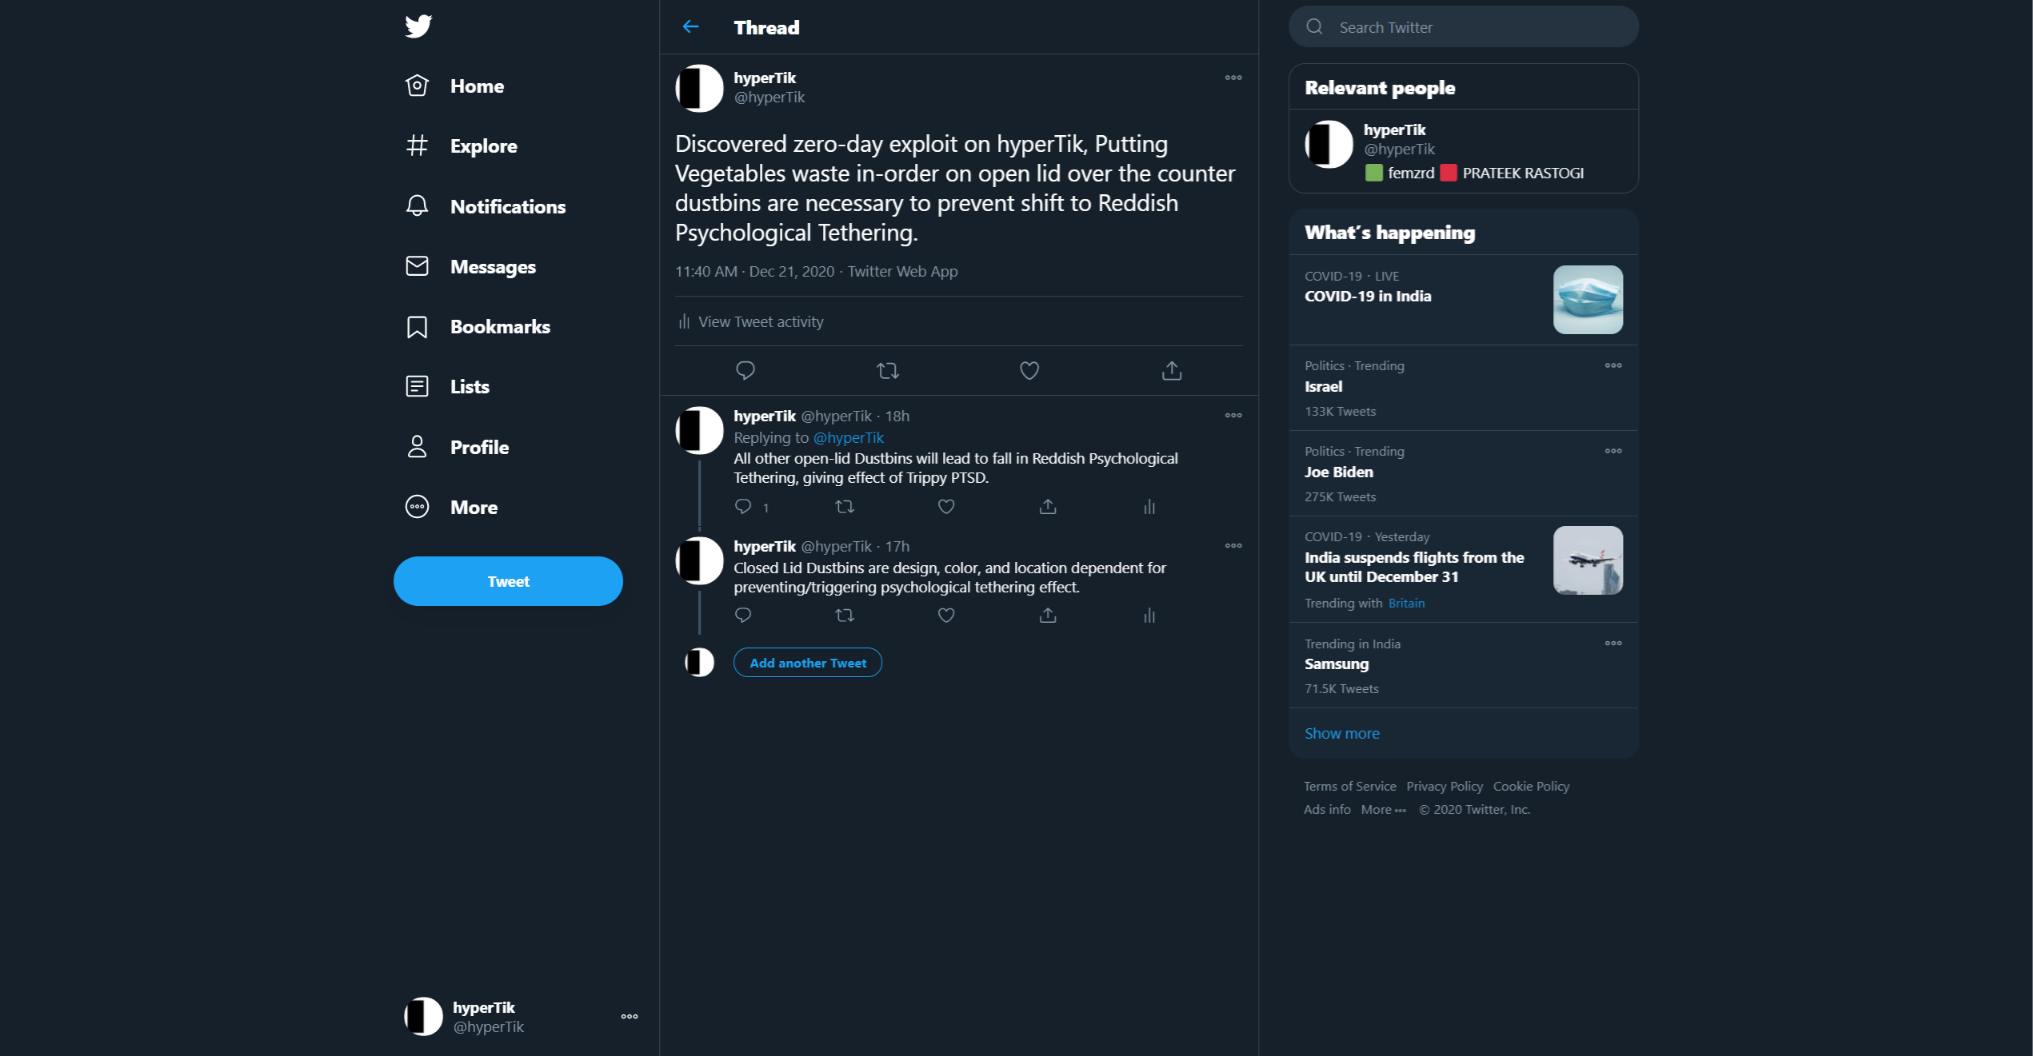 Home
Explore
Notifications
Messages
Bookmarks
Lists
Profile
More
Tweet
hyperTik
@hyperTik
Thread
hyperTik
@hyperTik
Discovered zero-day exploit on hyperTik, Putting
Vegetables waste in-order on open lid over the counter
dustbins are necessary to prevent shift to Reddish
Psychological Tethering.
11:40 AM · Dec 21, 2020 · Twitter Web App
View Tweet activity
hyperTik @hyperTik · 18h
Replying to @hyperTik
All other open-lid Dustbins will lead to fall in Reddish Psychological
Tethering, giving effect of Trippy PTSD.
1
hyperTik @hyperTik · 17h
Closed Lid Dustbins are design, color, and location dependent for
preventing/triggering psychological tethering effect.
Add another Tweet
Search Twitter
Relevant people
hyperTik
@hyperTik
🟩 femzrd 🟥 PRATEEK RASTOGI
What's happening
COVID-19 · LIVE
COVID-19 in India
Politics · Trending
Israel
133K Tweets
Politics · Trending
Joe Biden
275K Tweets
COVID-19 · Yesterday
India suspends flights from the
UK until December 31
Trending with Britain
Trending in India
Samsung
71.5K Tweets
Show more
Terms of Service Privacy Policy Cookie Policy
Ads info More ··· © 2020 Twitter, Inc.